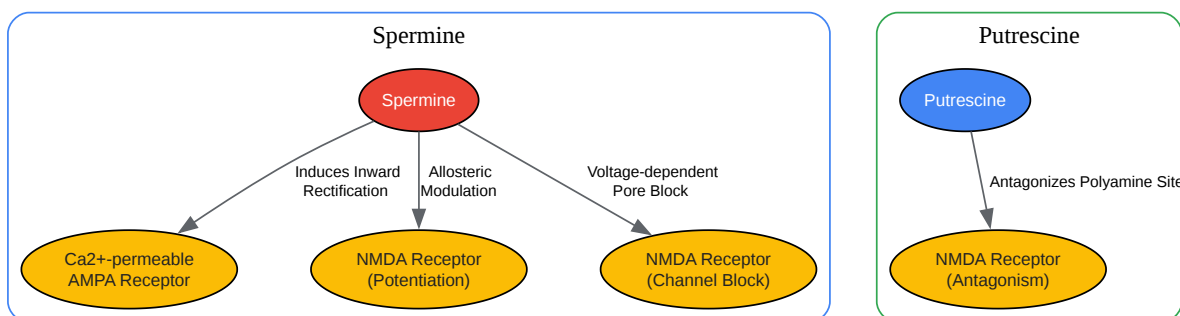 Spermine
Putrescine
Spermine
Putrescine
Induces Inward
Rectification
Allosteric
Modulation
Voltage-dependent
Pore Block
Antagonizes Polyamine Site
Ca2+-permeable
AMPA Receptor
NMDA Receptor
(Potentiation)
NMDA Receptor
(Channel Block)
NMDA Receptor
(Antagonism)